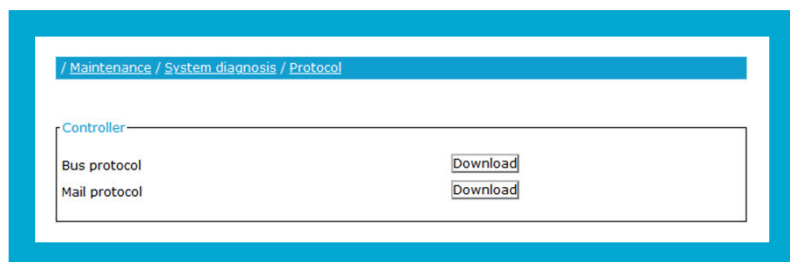 / Maintenance / System diagnosis / Protocol
Controller
Bus protocol Download
Mail protocol Download